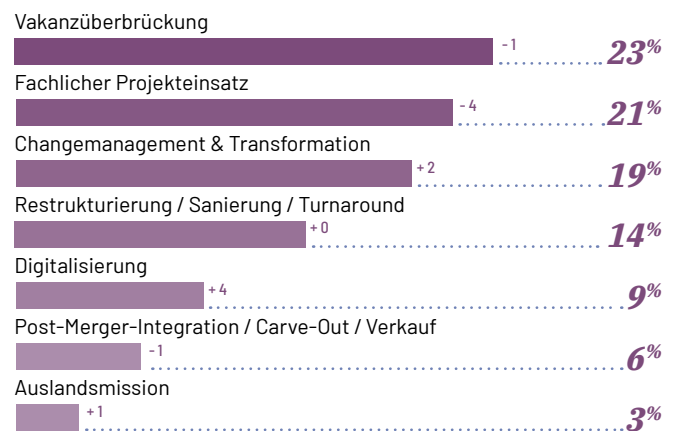 Vakanzüberbrückung
- 1 23%
Fachlicher Projekteinsatz
- 4 21%
Changemanagement & Transformation
+ 2 19%
Restrukturierung / Sanierung / Turnaround
+ 0 14%
Digitalisierung
+ 4 9%
Post-Merger-Integration / Carve-Out / Verkauf
- 1 6%
Auslandsmission
+ 1 3%